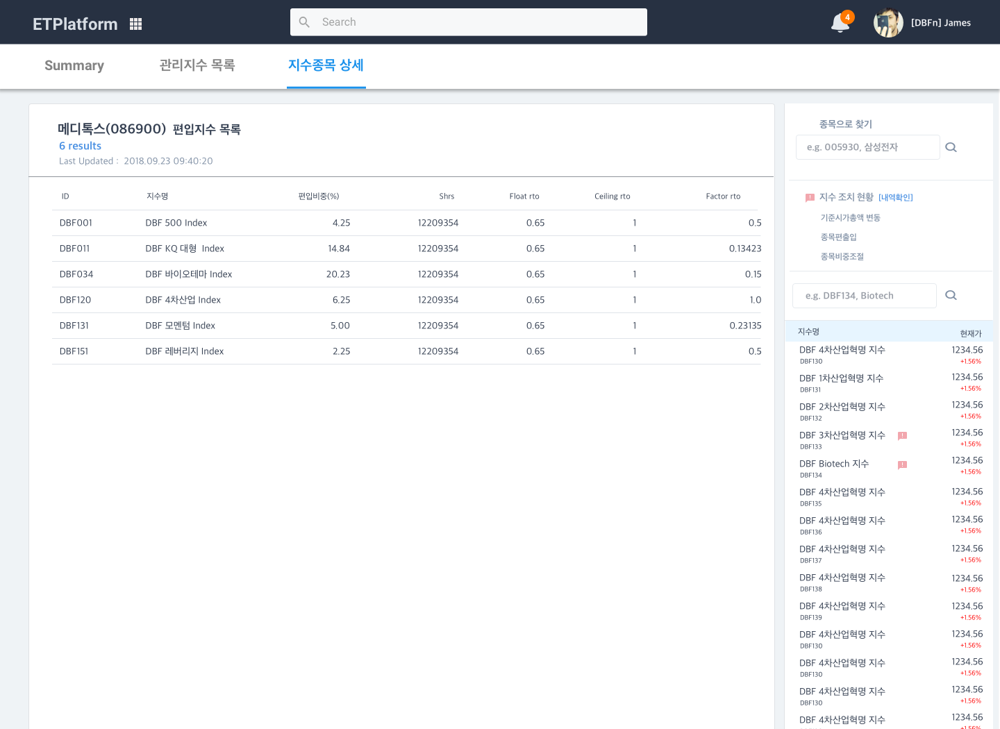 ETPlatform
Search
4
[DBFn] James
Summary
관리지수 목록
지수종목 상세
메디톡스(086900) 편입지수 목록
6 results
Last Updated : 2018.09.23 09:40:20
ID 지수명 편입비중(%) Shrs Float rto Ceiling rto Factor rto
DBF001 DBF 500 Index 4.25 12209354 0.65 1 0.5
DBF011 DBF KQ 대형 Index 14.84 12209354 0.65 1 0.13423
DBF034 DBF 바이오테마 Index 20.23 12209354 0.65 1 0.15
DBF120 DBF 4차산업 Index 6.25 12209354 0.65 1 1.0
DBF131 DBF 모멘텀 Index 5.00 12209354 0.65 1 0.23135
DBF151 DBF 레버리지 Index 2.25 12209354 0.65 1 0.5
종목으로 찾기
e.g. 005930, 삼성전자
지수 조치 현황 [내역확인]
기준시가총액 변동
종목편출입
종목비중조절
e.g. DBF134, Biotech
지수명 현재가
DBF 4차산업혁명 지수 1234.56
DBF130 +1.56%
DBF 1차산업혁명 지수 1234.56
DBF131 +1.56%
DBF 2차산업혁명 지수 1234.56
DBF132 +1.56%
DBF 3차산업혁명 지수 1234.56
DBF133 +1.56%
DBF Biotech 지수 1234.56
DBF134 +1.56%
DBF 4차산업혁명 지수 1234.56
DBF135 +1.56%
DBF 4차산업혁명 지수 1234.56
DBF136 +1.56%
DBF 4차산업혁명 지수 1234.56
DBF137 +1.56%
DBF 4차산업혁명 지수 1234.56
DBF138 +1.56%
DBF 4차산업혁명 지수 1234.56
DBF139 +1.56%
DBF 4차산업혁명 지수 1234.56
DBF130 +1.56%
DBF 4차산업혁명 지수 1234.56
DBF130 +1.56%
DBF 4차산업혁명 지수 1234.56
DBF130 +1.56%
DBF 4차산업혁명 지수 1234.56
+1.56%